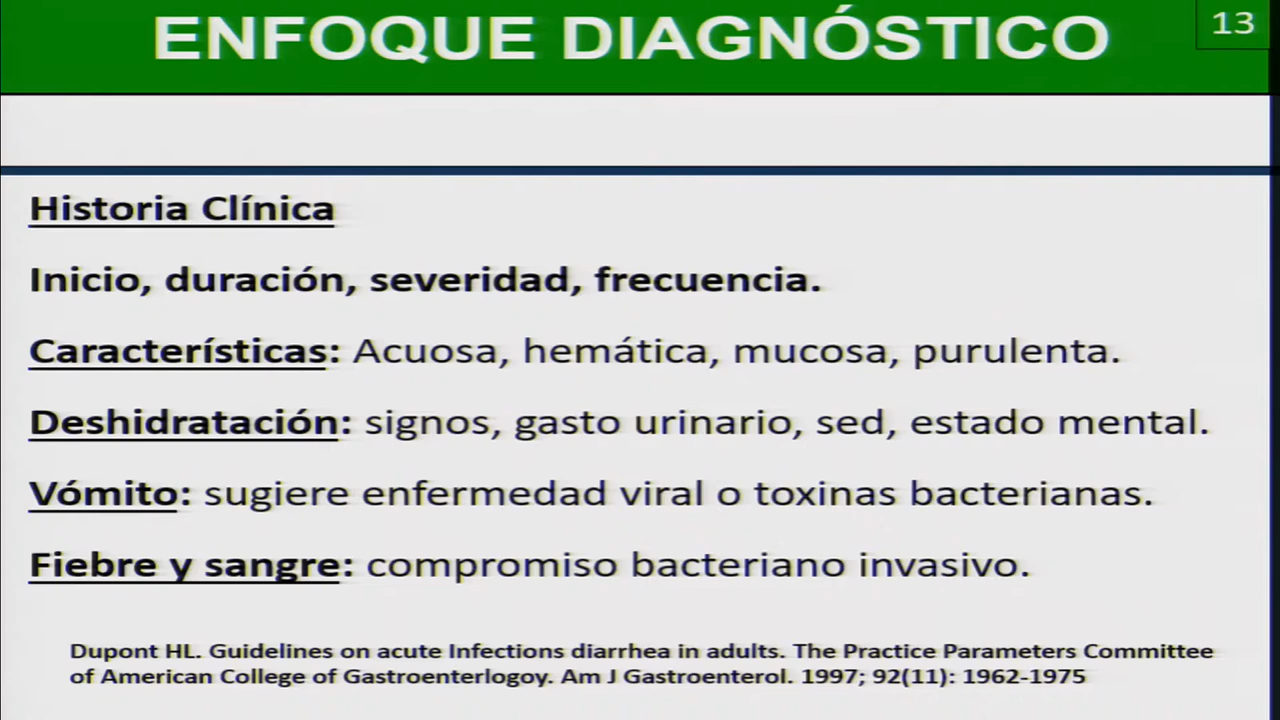 ENFOQUE DIAGNÓSTICO
13
Historia Clínica
Inicio, duración, severidad, frecuencia.
Características: Acuosa, hemática, mucosa, purulenta.
Deshidratación: signos, gasto urinario, sed, estado mental.
Vómito: sugiere enfermedad viral o toxinas bacterianas.
Fiebre y sangre: compromiso bacteriano invasivo.
Dupont HL. Guidelines on acute Infections diarrhea in adults. The Practice Parameters Committee
of American College of Gastroenterlogoy. Am J Gastroenterol. 1997; 92(11): 1962-1975